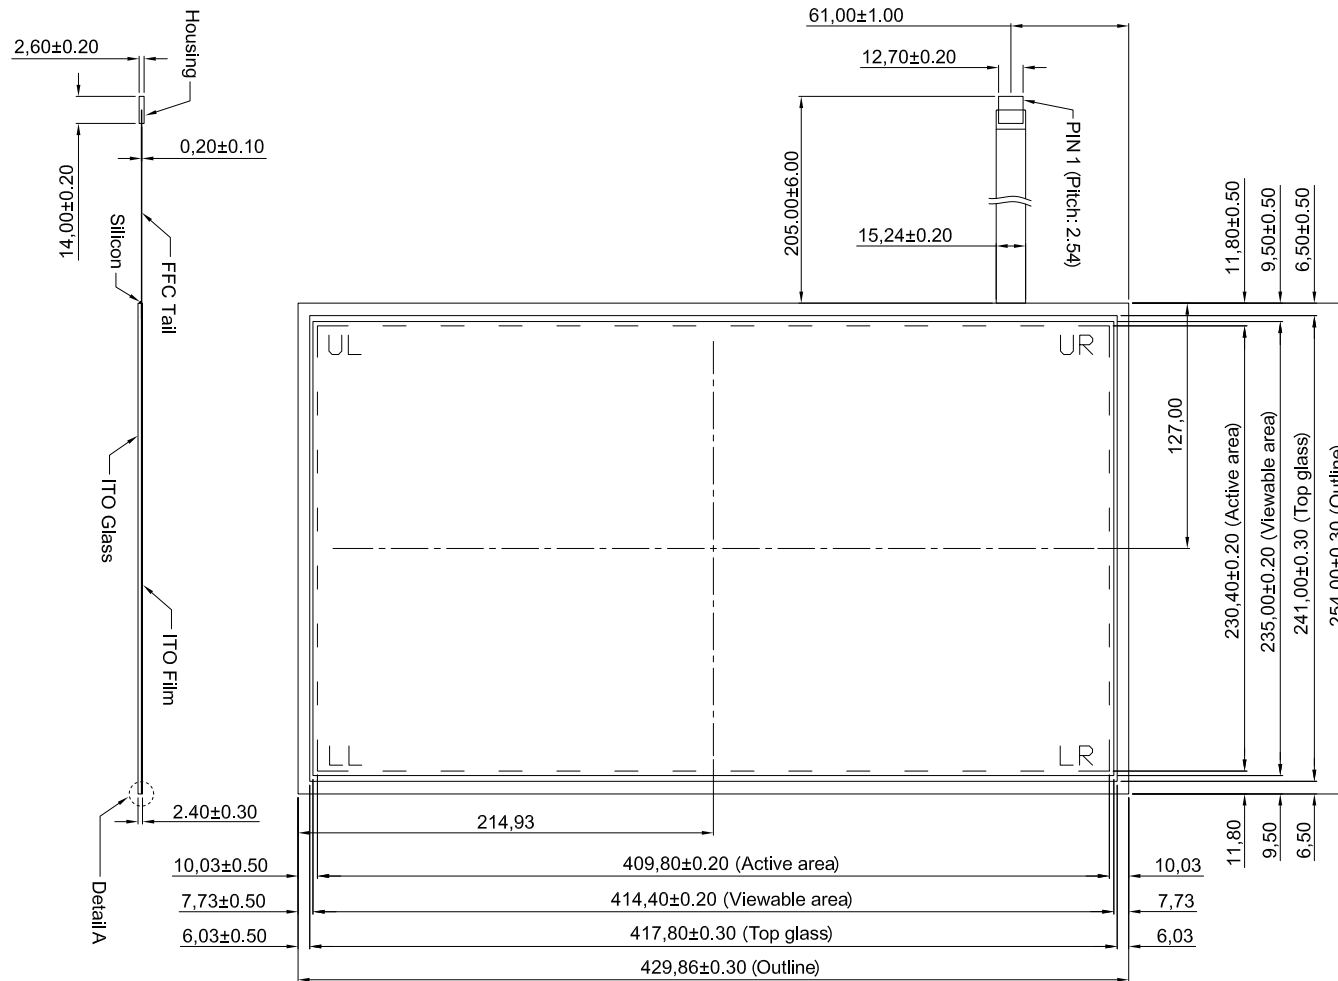 61,00±1.00
2,60±0.20
Housing
12,70±0.20
0,20±0.10
14,00±0.20
PIN 1 (Pitch: 2.54)
205.00±6.00
15,24±0.20
11,80±0.50
9,50±0.50
6,50±0.50
Silicon
FFC Tail
UL
UR
127,00
230,40±0.20 (Active area)
235,00±0.20 (Viewable area)
241,00±0.30 (Top glass)
254,00±0.30 (Outline)
ITO Glass
ITO Film
LL
LR
2.40±0.30
214,93
11,80
9,50
6,50
10,03±0.50
409,80±0.20 (Active area)
10,03
Detail A
7,73±0.50
414,40±0.20 (Viewable area)
7,73
6,03±0.50
417,80±0.30 (Top glass)
6,03
429,86±0.30 (Outline)